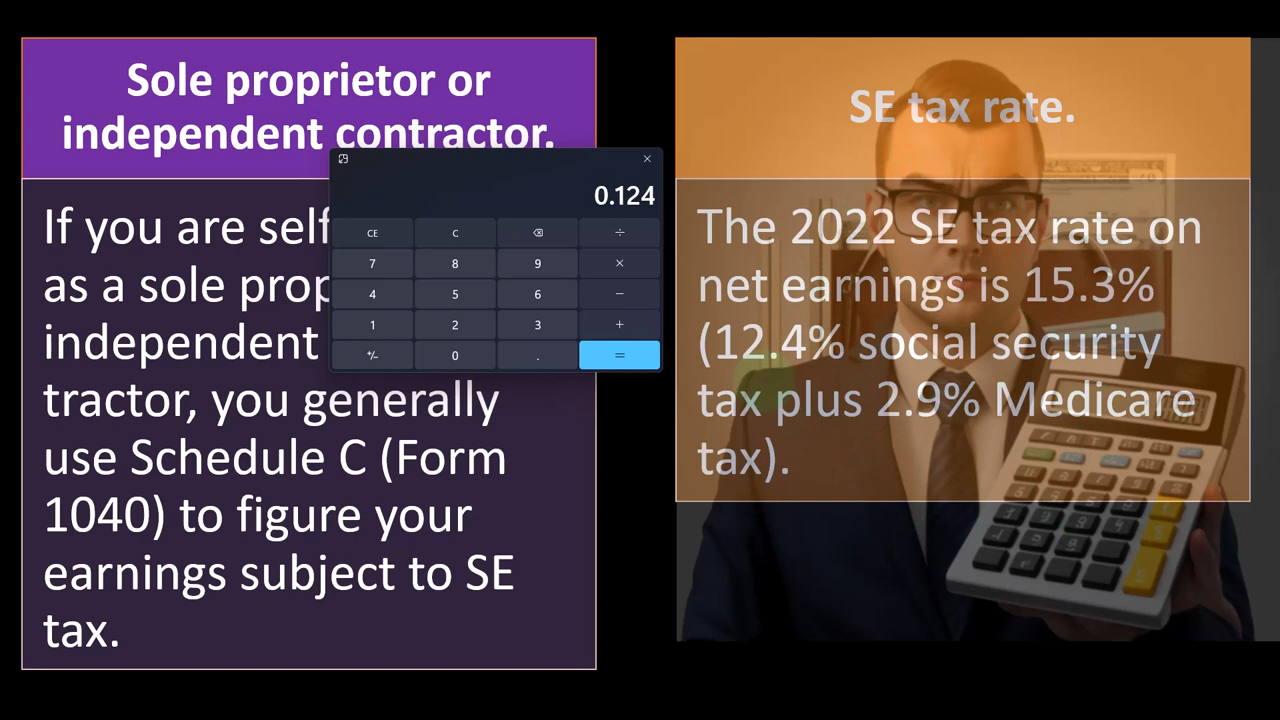 Sole proprietor or
independent contractor.
If you are self
as a sole prop
independent
tractor, you generally
use Schedule C (Form
1040) to figure your
earnings subject to SE
tax.
0.124
CE C ÷
7 8 9 ×
4 5 6 −
1 2 3 +
+/− 0 . =
SE tax rate.
The 2022 SE tax rate on
net earnings is 15.3%
(12.4% social security
tax plus 2.9% Medicare
tax).